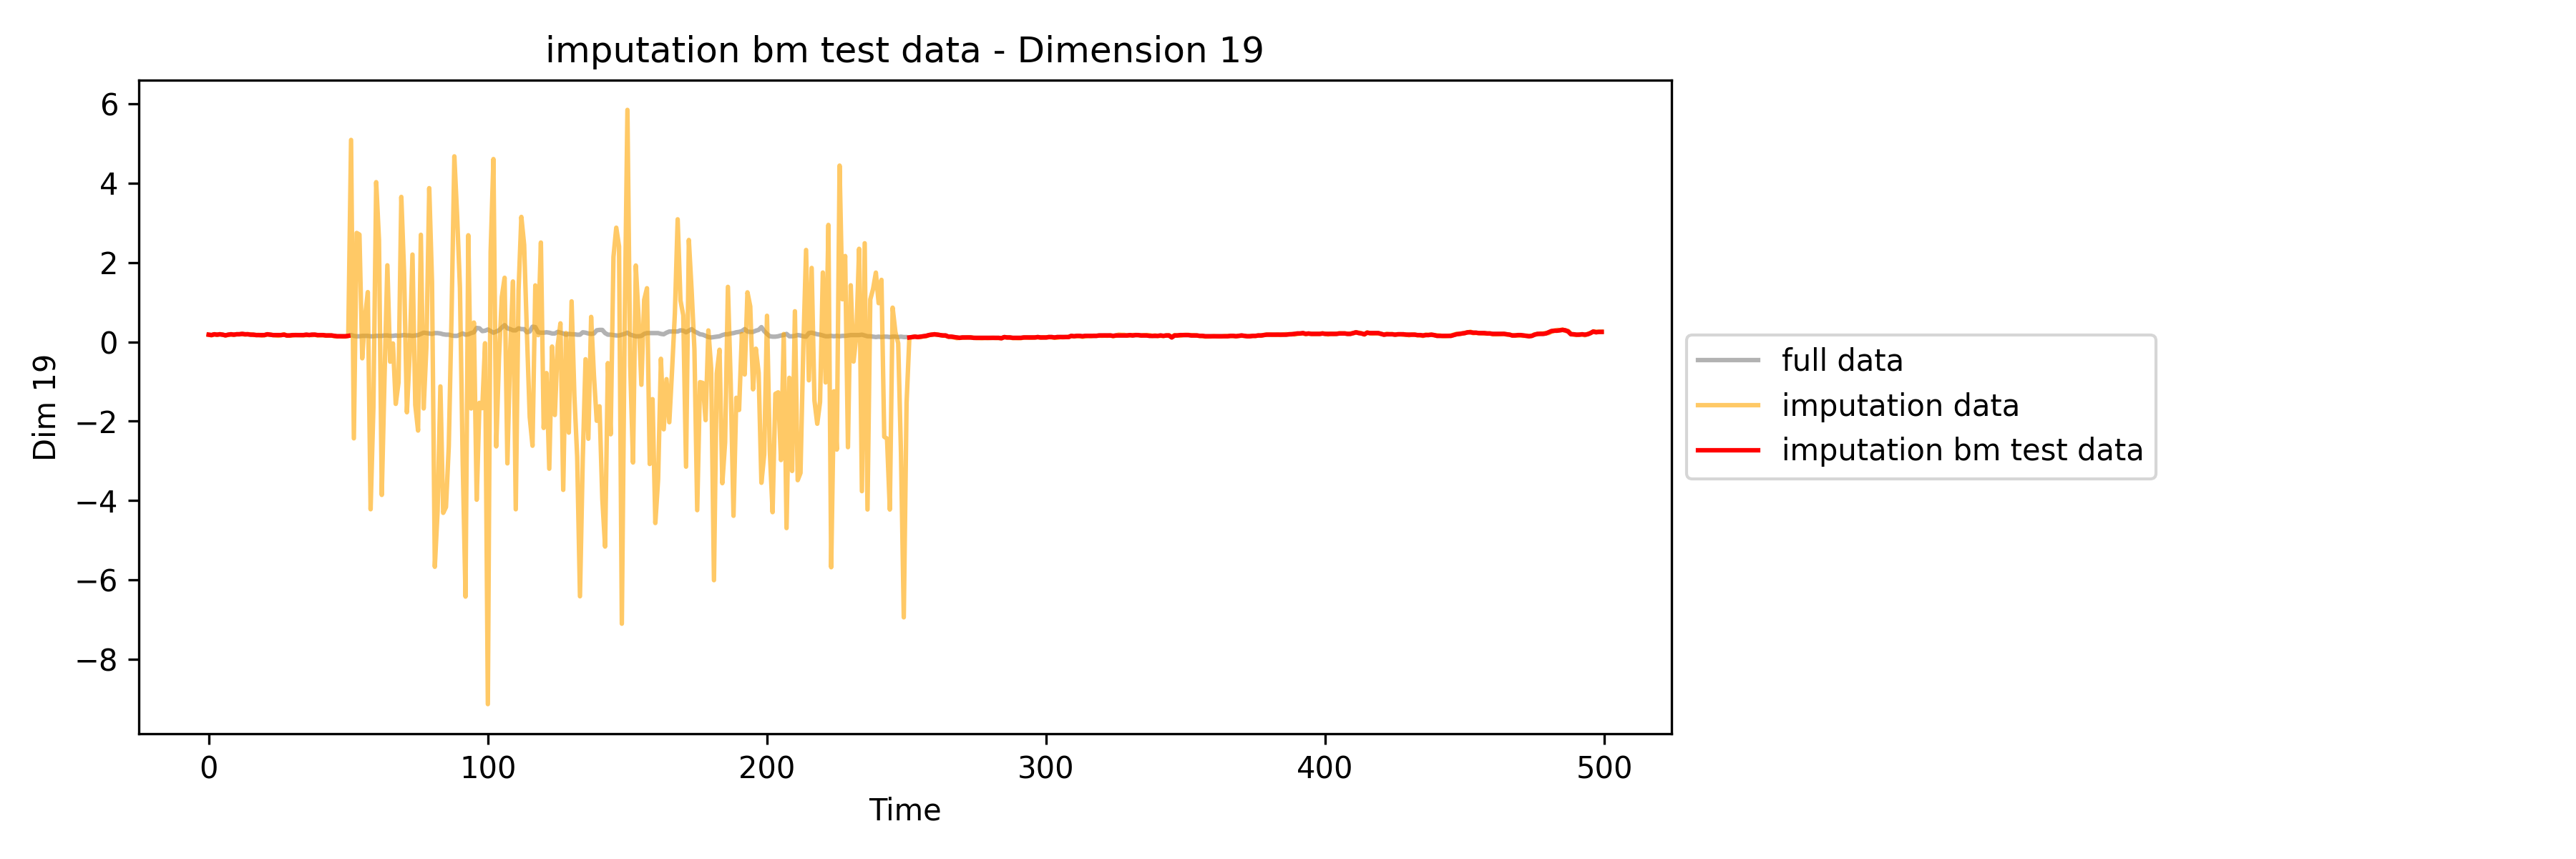 imputation bm test data - Dimension 19
6
4
2
0
−2
−4
−6
−8
Dim 19
0 100 200 300 400 500
Time
full data
imputation data
imputation bm test data